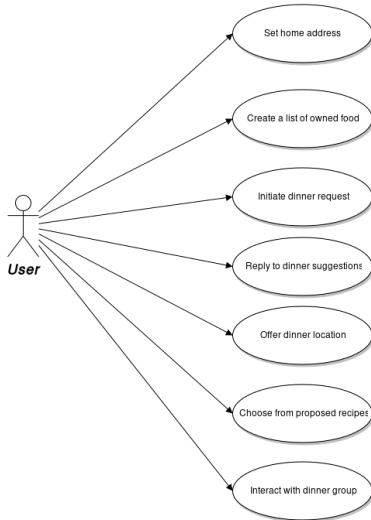 Set home address
Create a list of owned food
Initiate dinner request
User
Reply to dinner suggestions
Offer dinner location
Choose from proposed recipes
Interact with dinner group